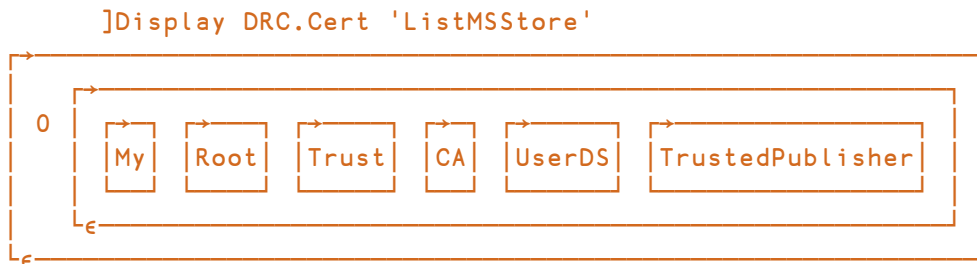 ]Display DRC.Cert 'ListMSStore'
0 My Root Trust CA UserDS TrustedPublisher